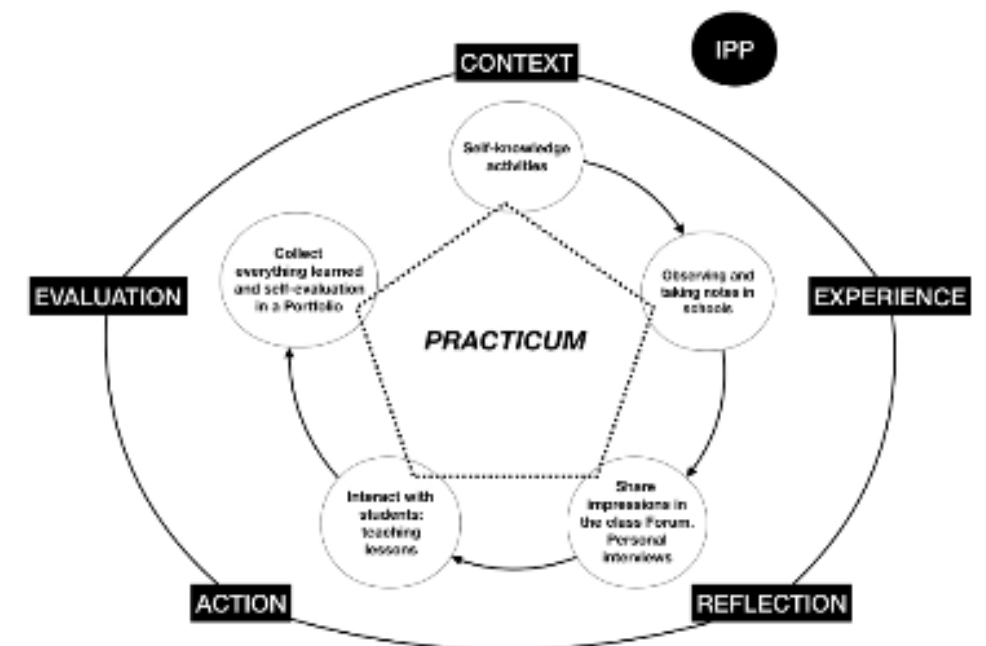 IPP
CONTEXT
Self-knowledge
activities
Collect
everything learned
and self-evaluation
in a Portfolio
Observing and
taking notes in
schools
EVALUATION
EXPERIENCE
PRACTICUM
Interact with
students:
teaching
lessons
Share
impressions in
the class Forum.
Personal
interviews
ACTION
REFLECTION